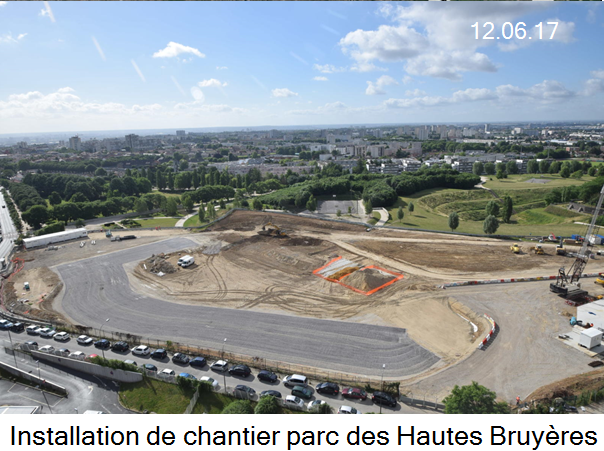 12.06.17
Installation de chantier parc des Hautes Bruyères